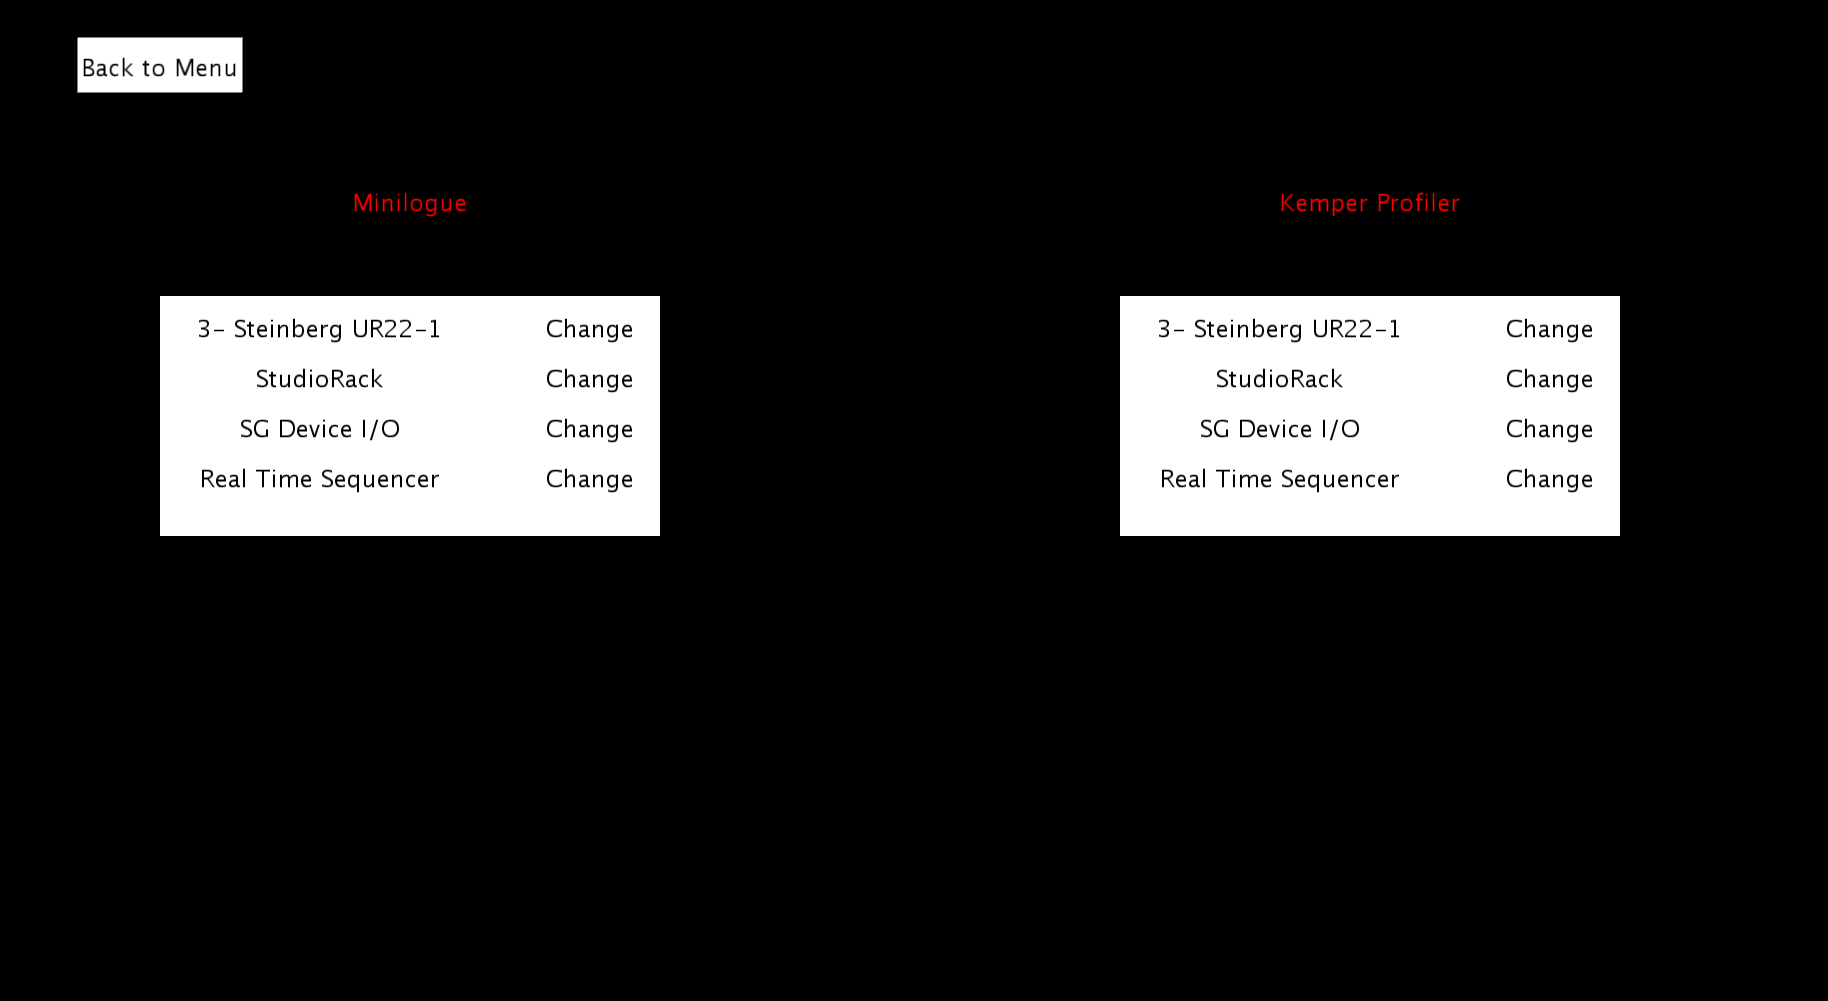 Back to Menu
Minilogue
Kemper Profiler
3- Steinberg UR22-1 Change
StudioRack Change
SG Device I/O Change
Real Time Sequencer Change
3- Steinberg UR22-1 Change
StudioRack Change
SG Device I/O Change
Real Time Sequencer Change